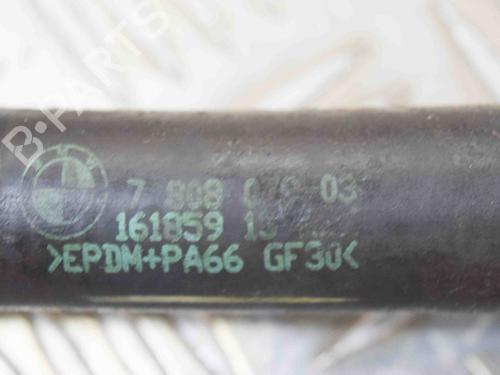 B-PARTS
BMW
7 808 03
161859
>EPDM+PA66 GF30<